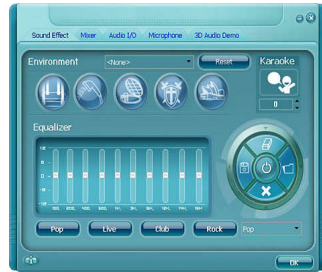 Sound Effect Mixer Audio I/O Microphone 3D Audio Demo
Environment <None> Reset Karaoke
0
Equalizer
Pop Live Club Rock Pop
OK